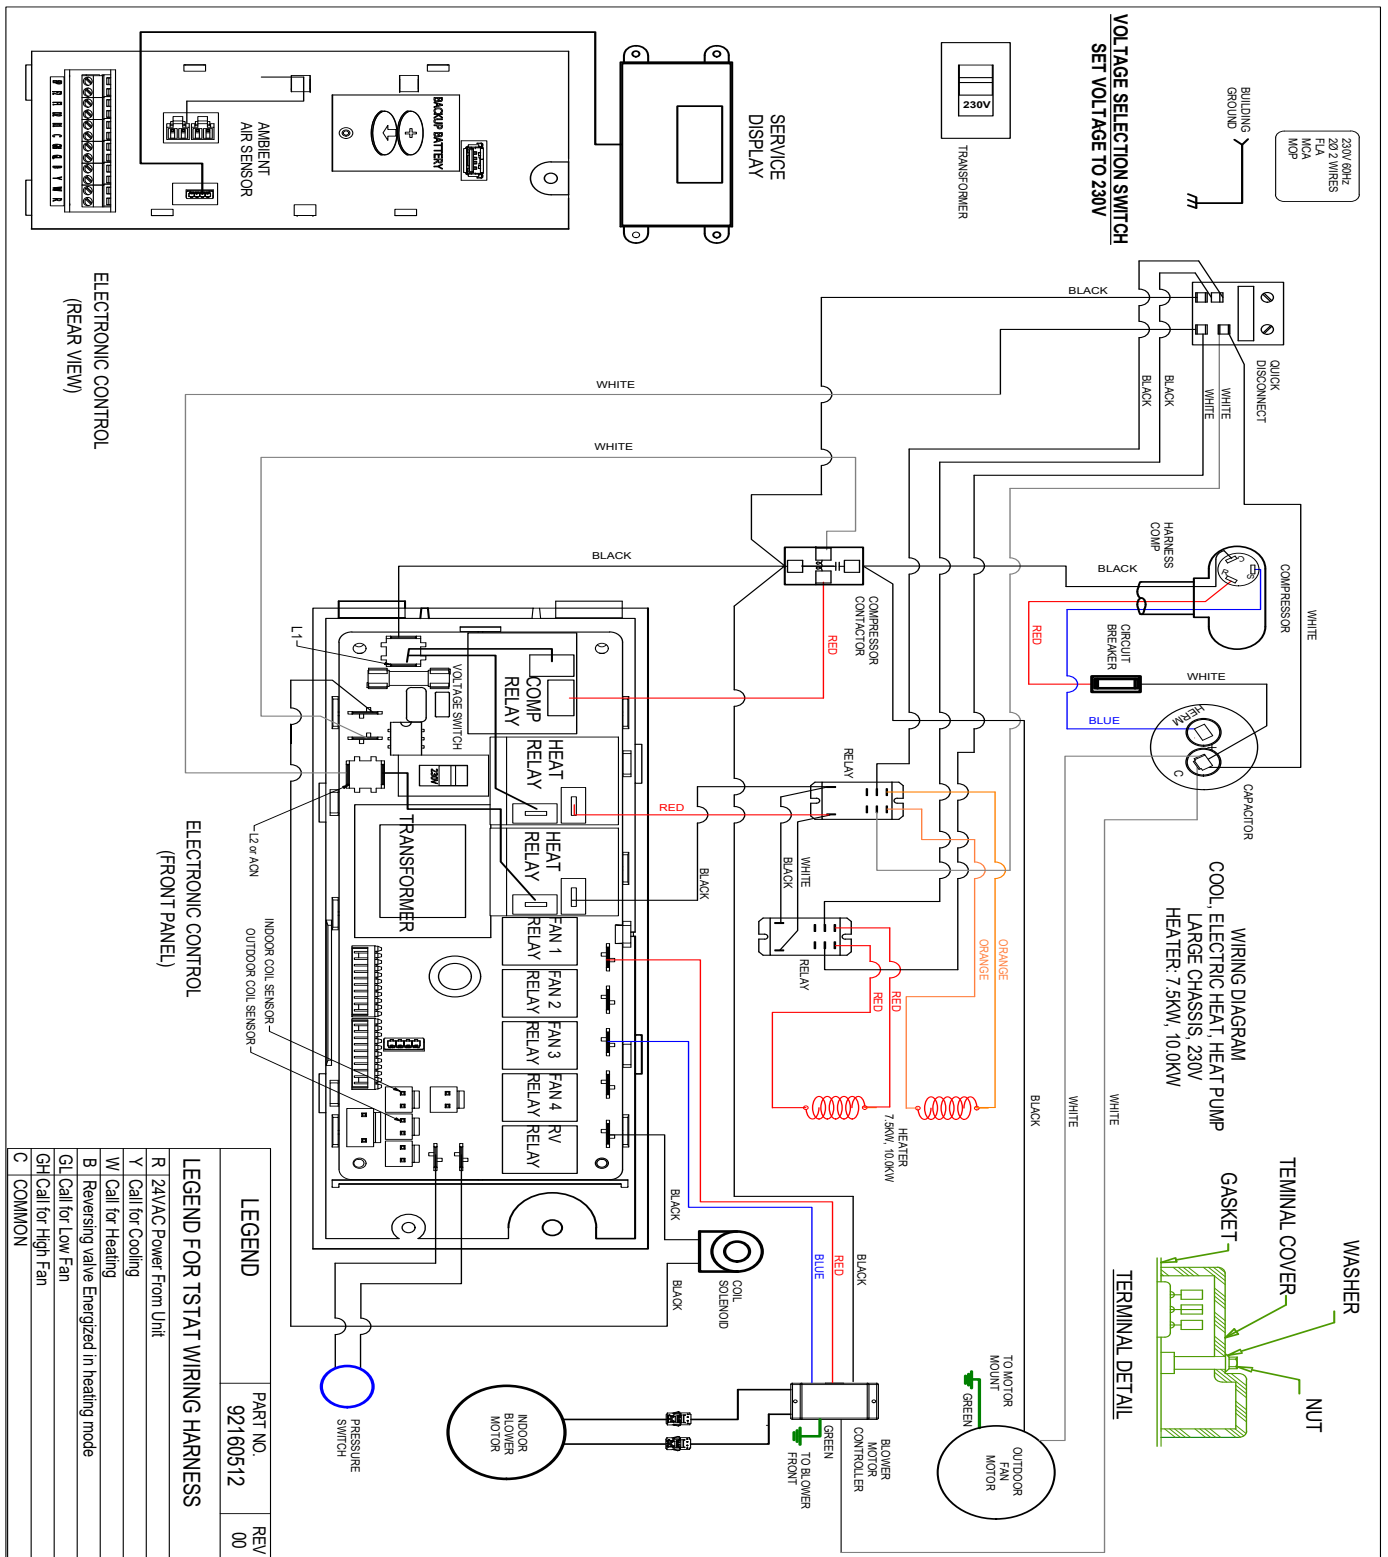 230V 60Hz
2Ø 2 WIRES
FLA
MCA
MOP
BUILDING
GROUND
VOLTAGE SELECTION SWITCH
SET VOLTAGE TO 230V
230V
TRANSFORMER
SERVICE
DISPLAY
BACKUP BATTERY
AMBIENT
AIR SENSOR
ELECTRONIC CONTROL
(REAR VIEW)
QUICK
DISCONNECT
BLACK
WHITE
WHITE
BLACK
BLACK
WHITE
WHITE
HARNESS
COMP
COMPRESSOR
C
S
R
WHITE
BLACK
BLACK
COMPRESSOR
CONTACTOR
CIRCUIT
BREAKER
RED
RED
WHITE
BLUE
HERM
C
CAPACITOR
L1
VOLTAGE SWITCH
COMP
RELAY
HEAT
RELAY
HEAT
RELAY
230V
TRANSFORMER
L2 or ACN
FAN 1
RELAY
FAN 2
RELAY
FAN 3
RELAY
FAN 4
RELAY
RV
RELAY
RELAY
RED
BLACK
WHITE
BLACK
RELAY
ORANGE
ORANGE
RED
RED
HEATER
7.5KW, 10.0KW
ELECTRONIC CONTROL
(FRONT PANEL)
INDOOR COIL SENSOR
OUTDOOR COIL SENSOR
WIRING DIAGRAM
COOL, ELECTRIC HEAT, HEAT PUMP
LARGE CHASSIS, 230V
HEATER: 7.5KW, 10.0KW
BLACK
WHITE
WHITE
BLACK
BLACK
COIL
SOLENOID
BLUE
RED
BLACK
PRESSURE
SWITCH
INDOOR
BLOWER
MOTOR
BLOWER
MOTOR
CONTROLLER
GREEN
TO BLOWER
FRONT
TO MOTOR
MOUNT
GREEN
OUTDOOR
FAN
MOTOR
WASHER
TEMINAL COVER
GASKET
NUT
TERMINAL DETAIL
LEGEND
PART NO.
92160512
REV
00
LEGEND FOR TSTAT WIRING HARNESS
R 24VAC Power From Unit
Y Call for Cooling
W Call for Heating
B Reversing valve Energized in heating mode
GL Call for Low Fan
GH Call for High Fan
C COMMON